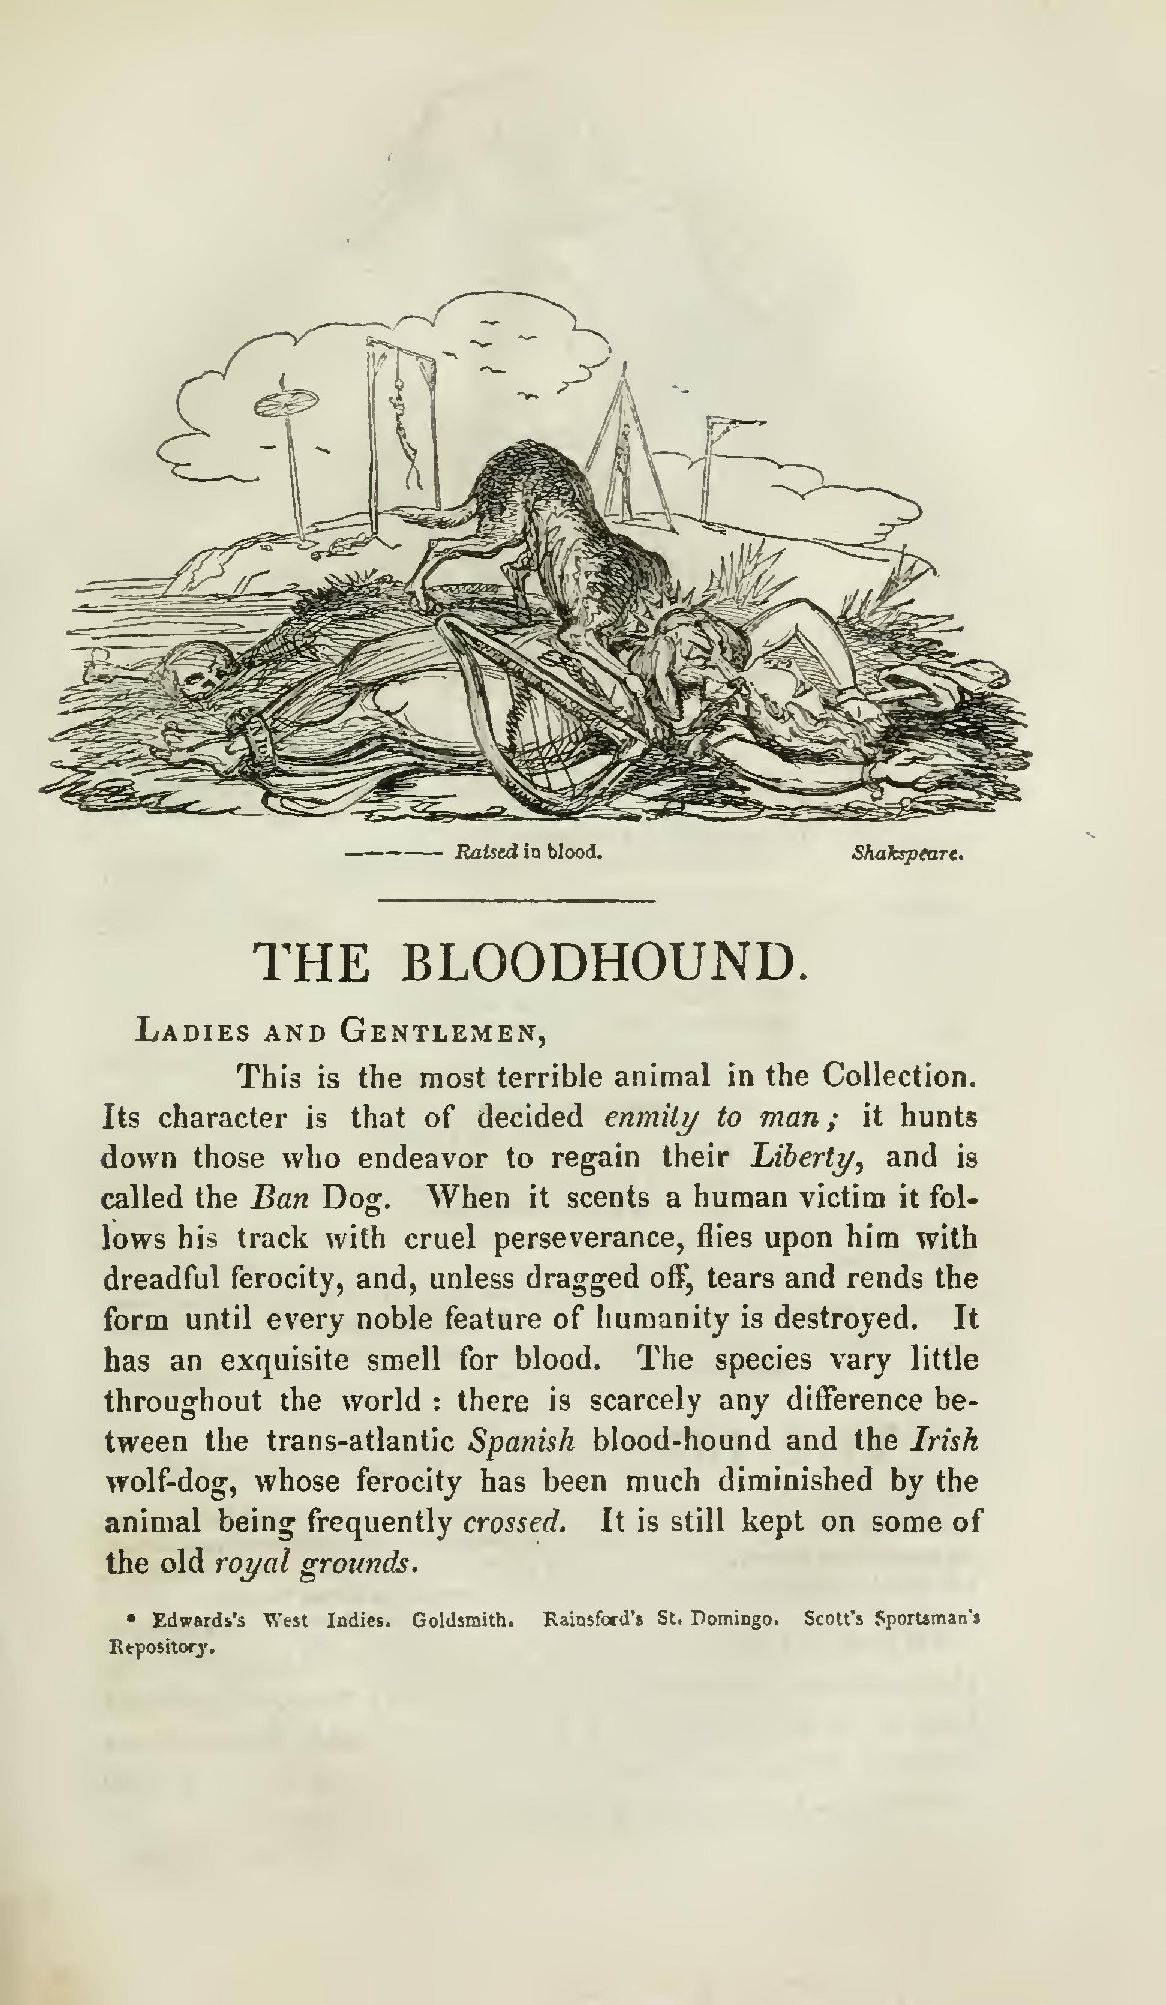 ——— Raised in blood. Shakspeare.
THE BLOODHOUND.
LADIES AND GENTLEMEN,
This is the most terrible animal in the Collection.
Its character is that of decided enmity to man; it hunts
down those who endeavor to regain their Liberty, and is
called the Ban Dog. When it scents a human victim it fol-
lows his track with cruel perseverance, flies upon him with
dreadful ferocity, and, unless dragged off, tears and rends the
form until every noble feature of humanity is destroyed. It
has an exquisite smell for blood. The species vary little
throughout the world : there is scarcely any difference be-
tween the trans-atlantic Spanish blood-hound and the Irish
wolf-dog, whose ferocity has been much diminished by the
animal being frequently crossed. It is still kept on some of
the old royal grounds.
* Edwards's West Indies. Goldsmith. Rainsford's St. Domingo. Scott's Sportsman's
Repository.